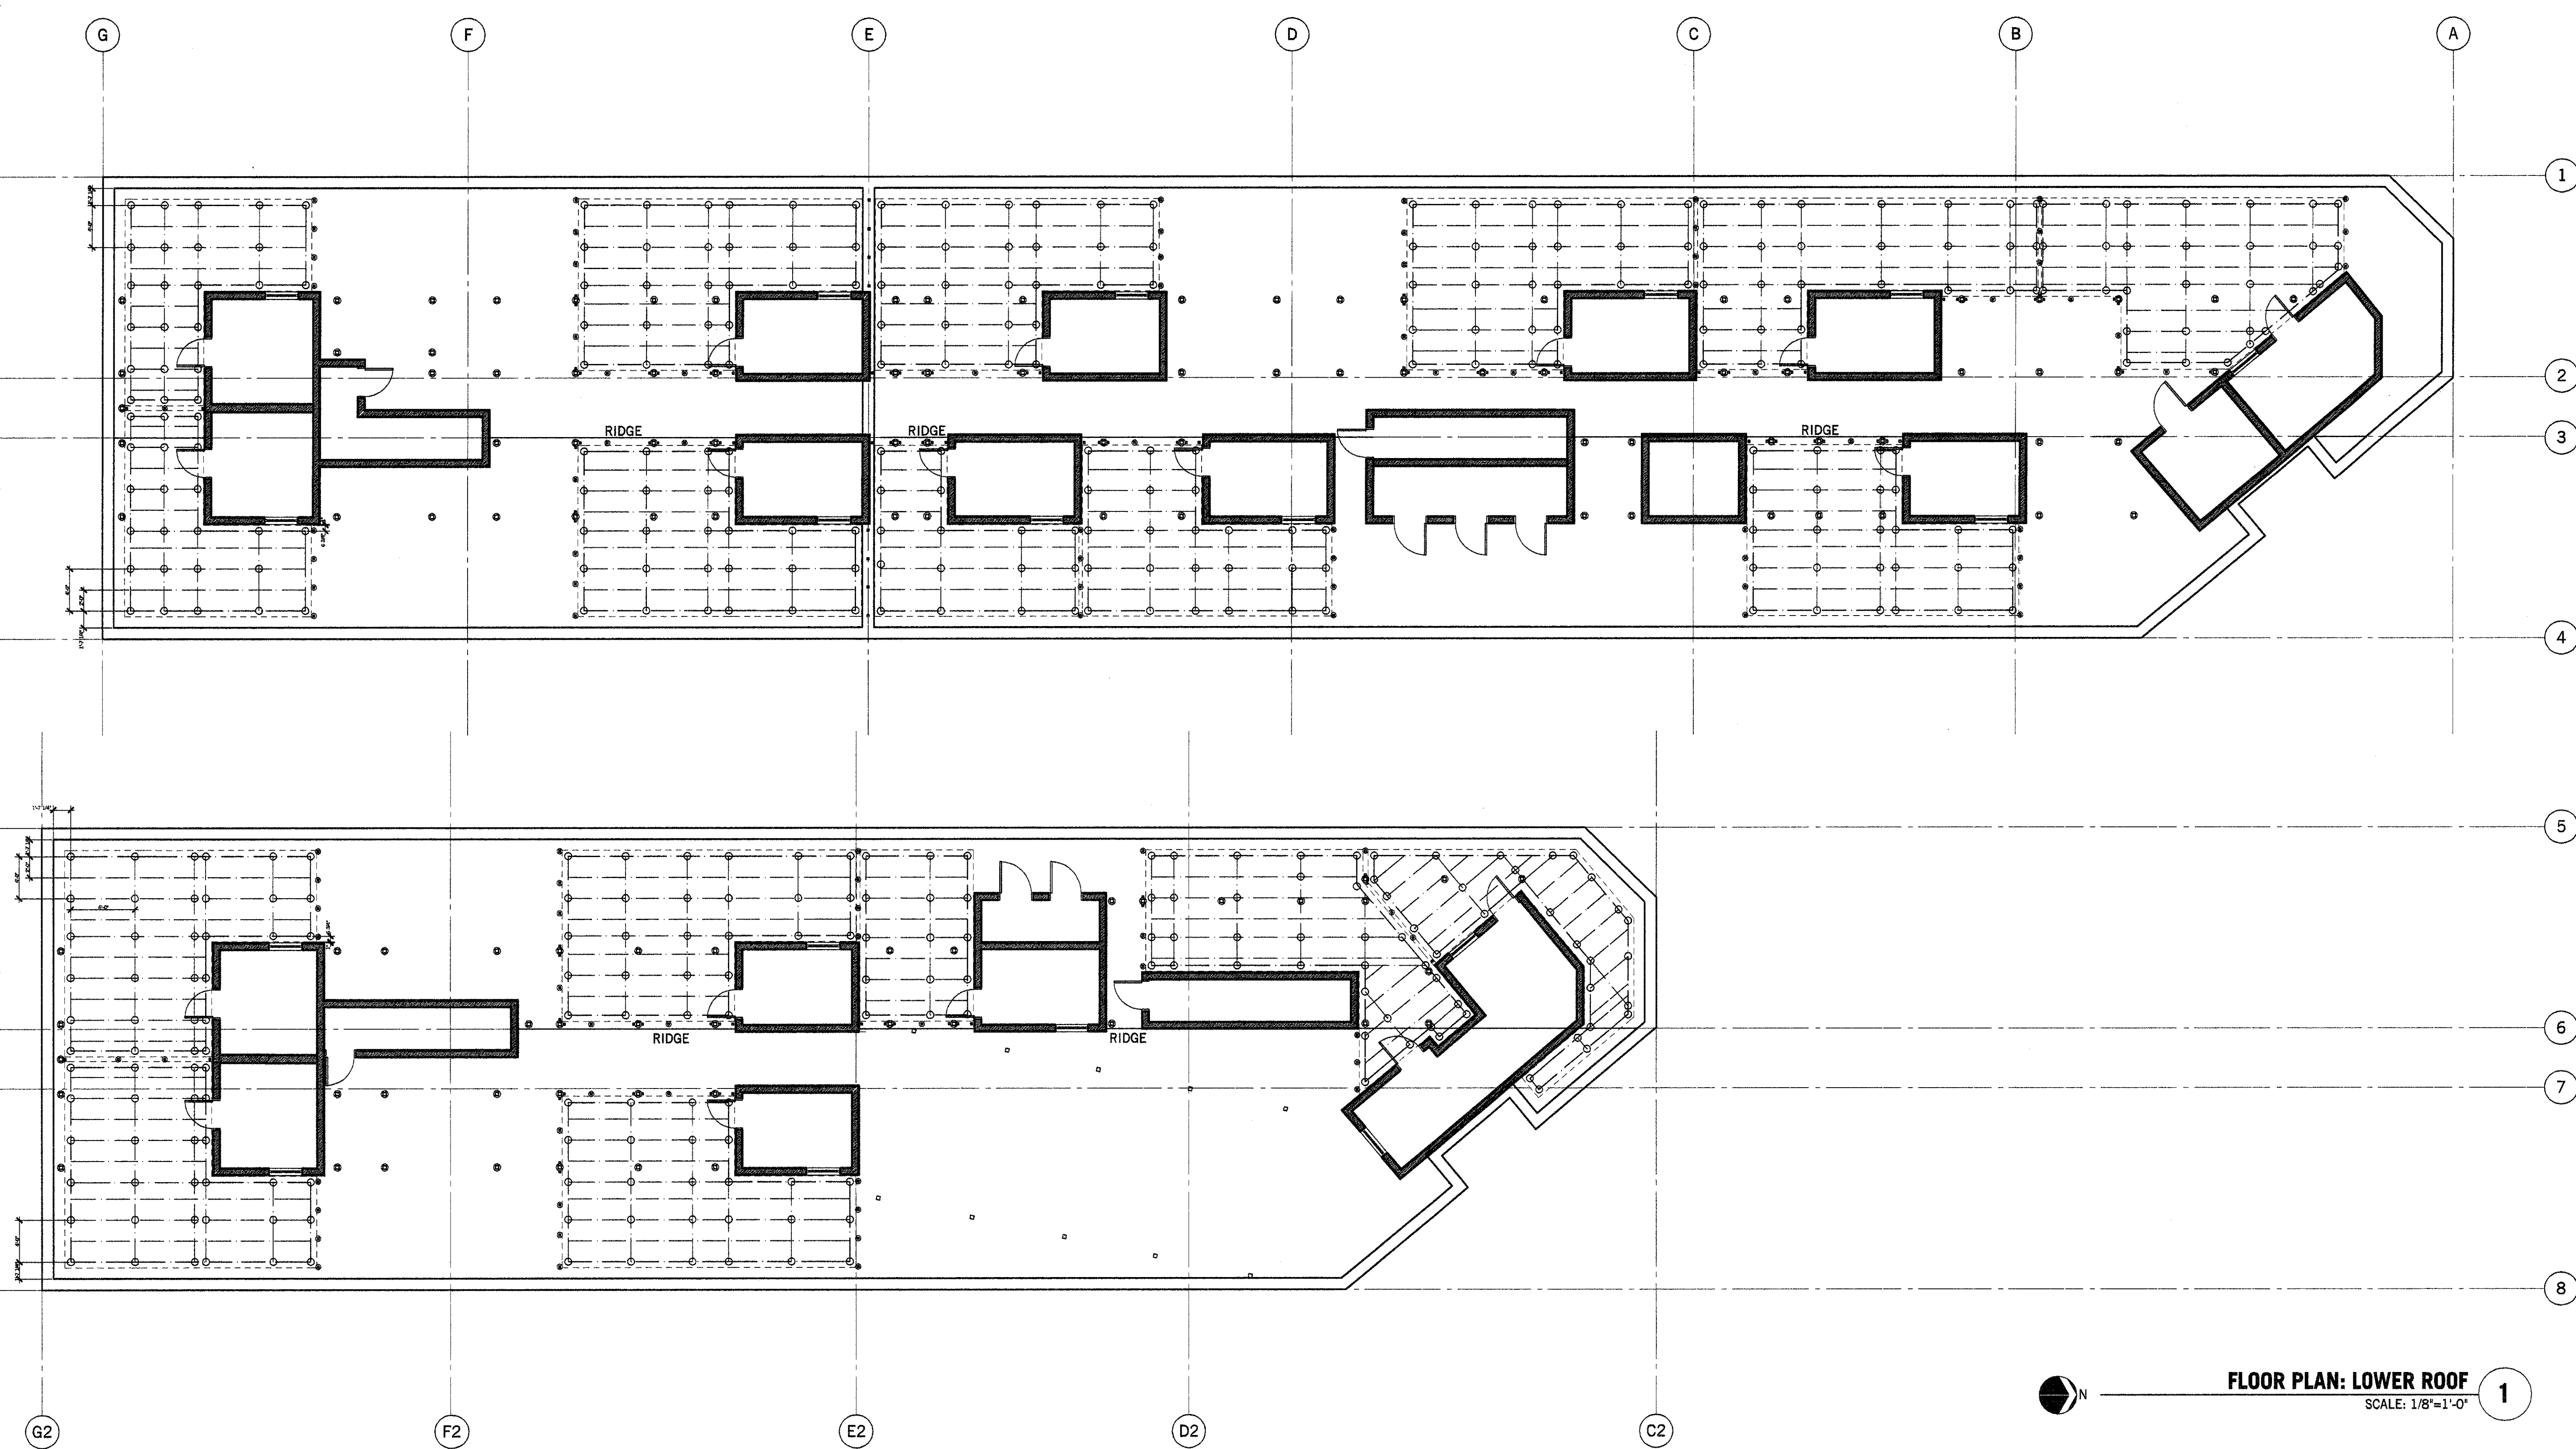 G F E D C B A
1
2
RIDGE RIDGE RIDGE
3
4
5
6
RIDGE RIDGE
7
8
FLOOR PLAN: LOWER ROOF
SCALE: 1/8"=1'-0"
N
1
G2 F2 E2 D2 C2